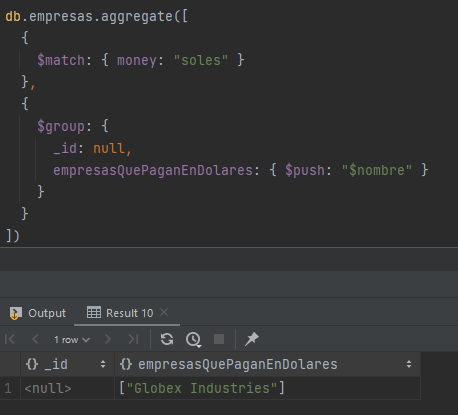 db.empresas.aggregate([
  {
    $match: { money: "soles" }
  },
  {
    $group: {
      _id: null,
      empresasQuePaganEnDolares: { $push: "$nombre" }
    }
  }
])
Output Result 10 ×
1 row
{} _id {} empresasQuePaganEnDolares
1 <null> ["Globex Industries"]